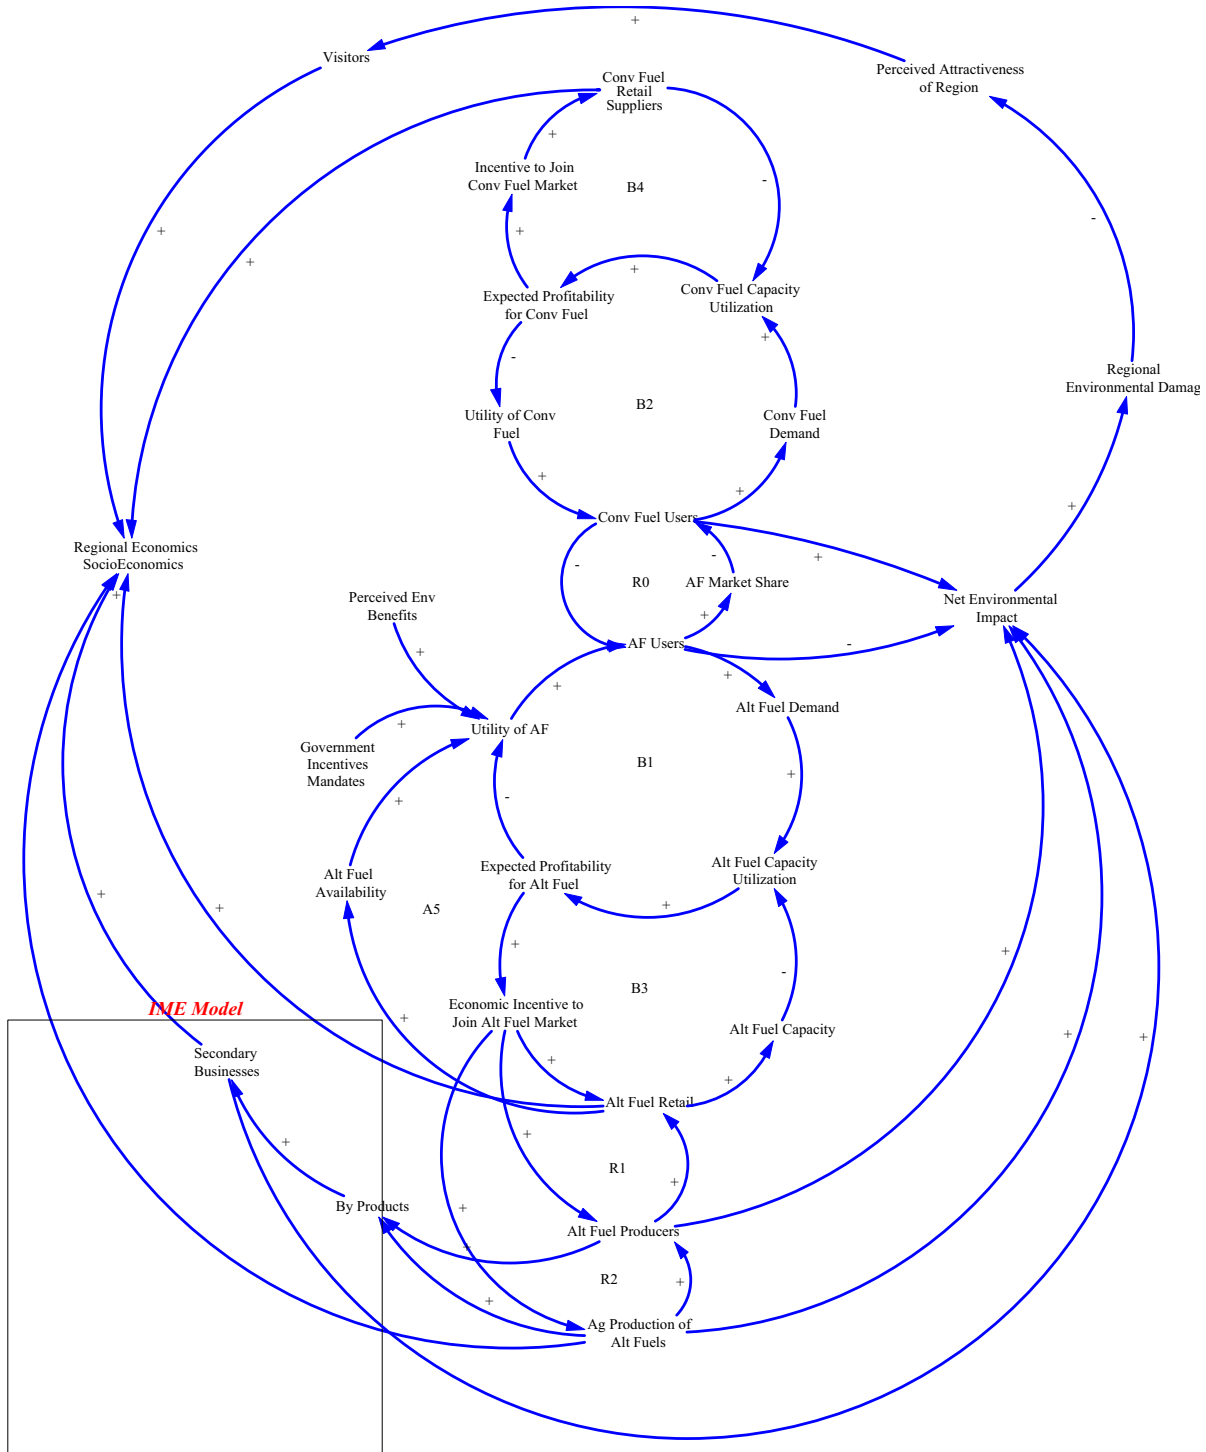 +
Visitors
Perceived Attractiveness
of Region
Conv Fuel
Retail
Suppliers
+
Incentive to Join
Conv Fuel Market
B4
-
-
+
+
+
+
Expected Profitability
for Conv Fuel
Conv Fuel Capacity
Utilization
+
-
Regional
Environmental Damag
B2
Utility of Conv
Fuel
Conv Fuel
Demand
+
+
+
Conv Fuel Users
Regional Economics
SocioEconomics
-
-
+
R0
AF Market Share
+
Perceived Env
Benefits
Net Environmental
Impact
+
+
AF Users
-
+
+
Alt Fuel Demand
+
Utility of AF
Government
Incentives
Mandates
B1
+
-
+
Alt Fuel
Availability
Expected Profitability
for Alt Fuel
Alt Fuel Capacity
Utilization
+
+
A5
+
+
+
-
B3
IME Model
Economic Incentive to
Join Alt Fuel Market
+
Alt Fuel Capacity
+
+
Secondary
Businesses
+
+
Alt Fuel Retail
+
+
R1
+
By Products
+
Alt Fuel Producers
+
R2
+
+
Ag Production of
Alt Fuels